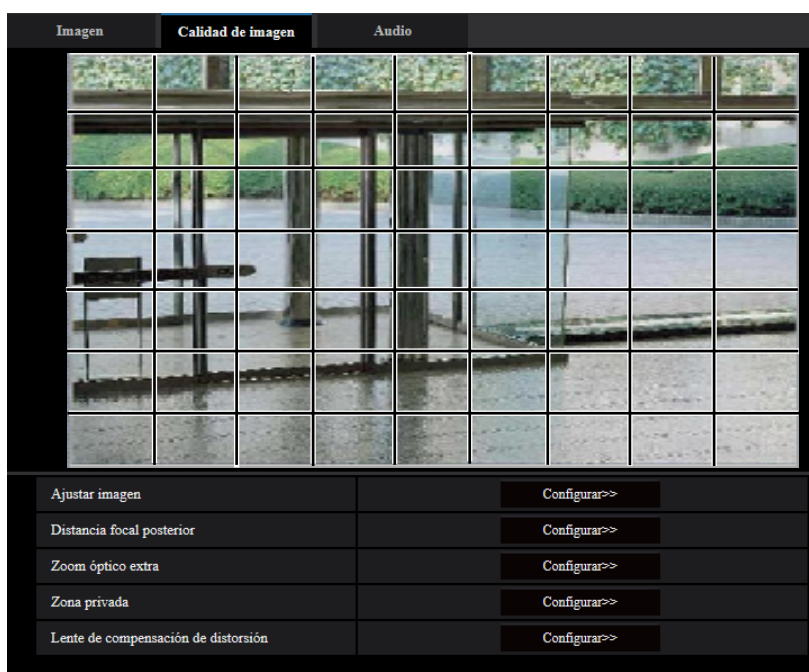 Imagen
Calidad de imagen
Audio
Ajustar imagen
Configurar>>
Distancia focal posterior
Configurar>>
Zoom óptico extra
Configurar>>
Zona privada
Configurar>>
Lente de compensación de distorsión
Configurar>>